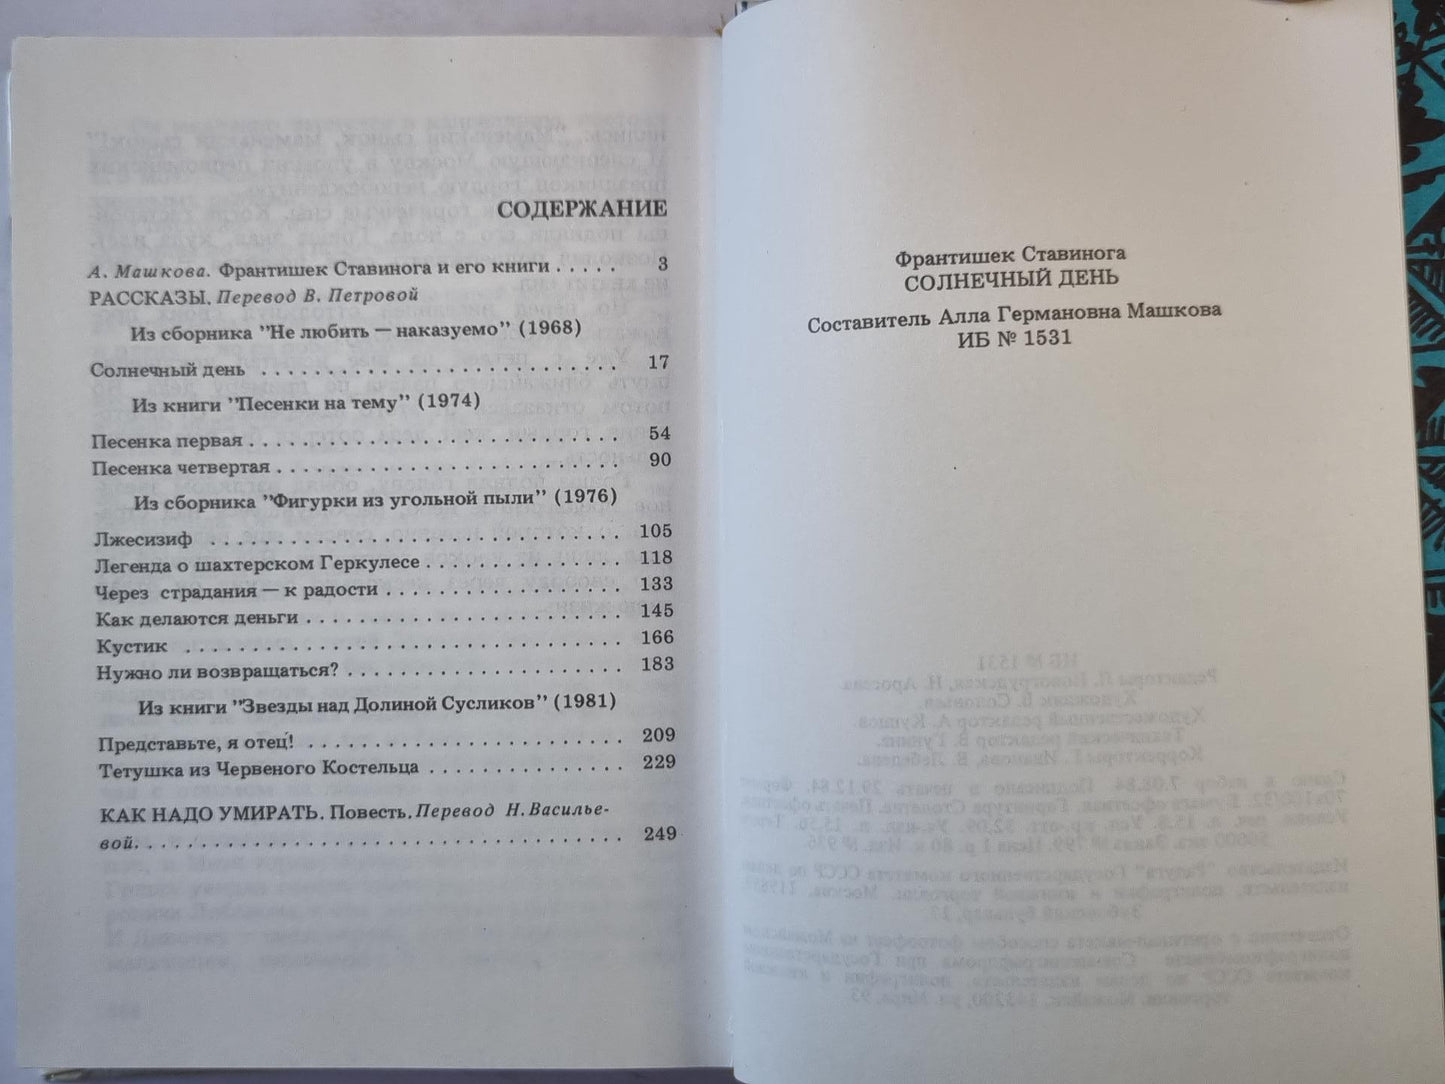 СОДЕРЖАНИЕ
А. Машкова. Франтишек Ставинога и его книги . . . . . 3
РАССКАЗЫ. Перевод В. Петровой
Из сборника "Не любить — наказуемо" (1968)
Солнечный день . . . . . . . . . . . . . . . . . . . . . . . . . . . 17
Из книги "Песенки на тему" (1974)
Песенка первая . . . . . . . . . . . . . . . . . . . . . . . . . . . . 54
Песенка четвертая . . . . . . . . . . . . . . . . . . . . . . . . . . 90
Из сборника "Фигурки из угольной пыли" (1976)
Лжесизиф . . . . . . . . . . . . . . . . . . . . . . . . . . . . . . . 105
Легенда о шахтерском Геркулесе . . . . . . . . . . . . . . . 118
Через страдания — к радости . . . . . . . . . . . . . . . . . . 133
Как делаются деньги . . . . . . . . . . . . . . . . . . . . . . . . 145
Кустик . . . . . . . . . . . . . . . . . . . . . . . . . . . . . . . . . 166
Нужно ли возвращаться? . . . . . . . . . . . . . . . . . . . . . 183
Из книги "Звезды над Долиной Сусликов" (1981)
Представьте, я отец! . . . . . . . . . . . . . . . . . . . . . . . . 209
Тетушка из Червеного Костельца . . . . . . . . . . . . . . . 229
КАК НАДО УМИРАТЬ. Повесть. Перевод Н. Василье-
вой. . . . . . . . . . . . . . . . . . . . . . . . . . . . . . . . . . . . . 249
Франтишек Ставинога
СОЛНЕЧНЫЙ ДЕНЬ
Составитель Алла Германовна Машкова
ИБ № 1531